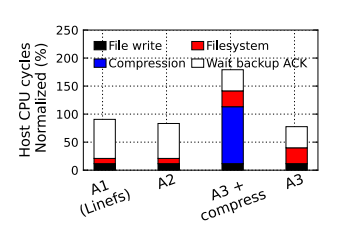 Host CPU cycles
Normalized (%)
250
200
150
100
50
0
File write
Filesystem
Compression
Wait backup ACK
A1
(Linefs)
A2
A3 +
compress
A3